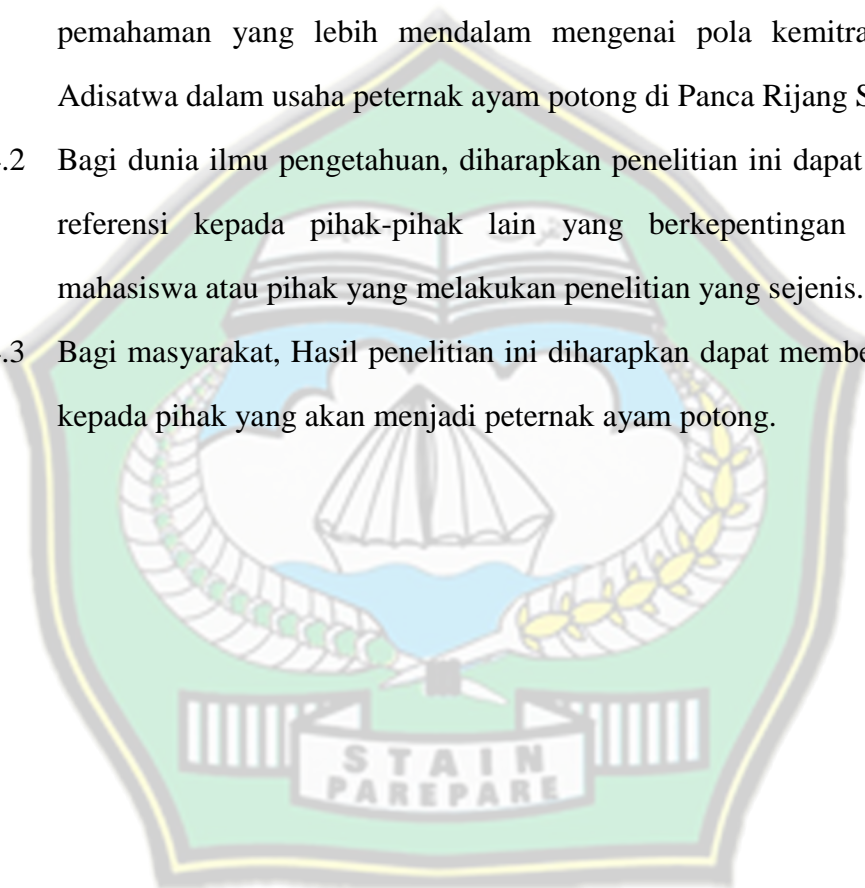 pemahaman yang lebih mendalam mengenai pola kemitra
Adisatwa dalam usaha peternak ayam potong di Panca Rijang S
.2 Bagi dunia ilmu pengetahuan, diharapkan penelitian ini dapat
referensi kepada pihak-pihak lain yang berkepentingan
mahasiswa atau pihak yang melakukan penelitian yang sejenis.
.3 Bagi masyarakat, Hasil penelitian ini diharapkan dapat membe
kepada pihak yang akan menjadi peternak ayam potong.
STAIN
PAREPARE